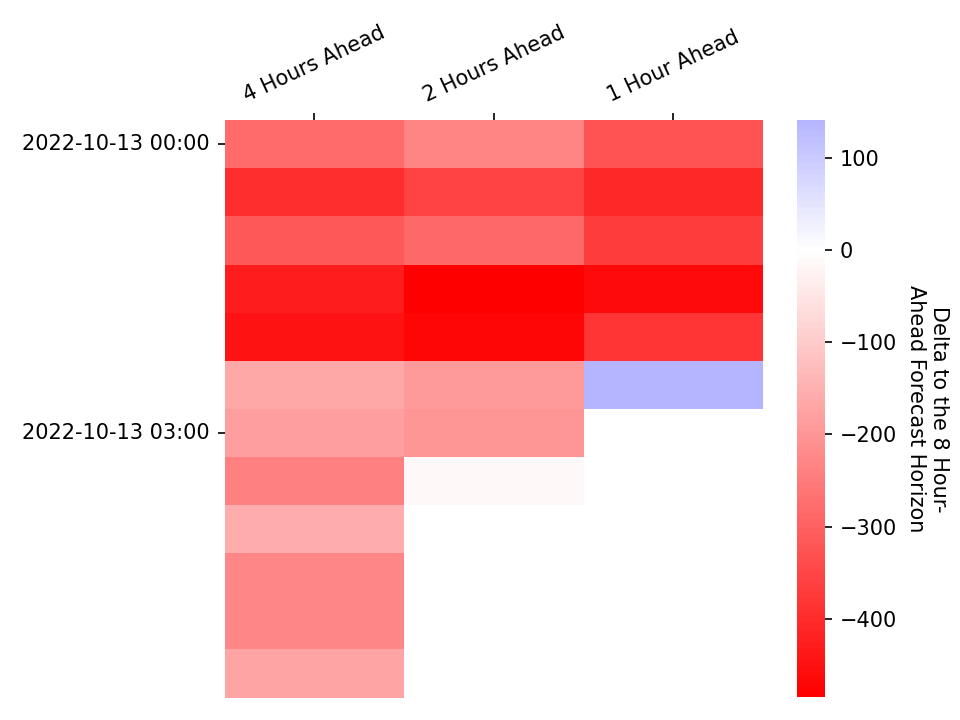 4 Hours Ahead
2 Hours Ahead
1 Hour Ahead
2022-10-13 00:00
2022-10-13 03:00
100
0
−100
−200
−300
−400
Delta to the 8 Hour-
Ahead Forecast Horizon